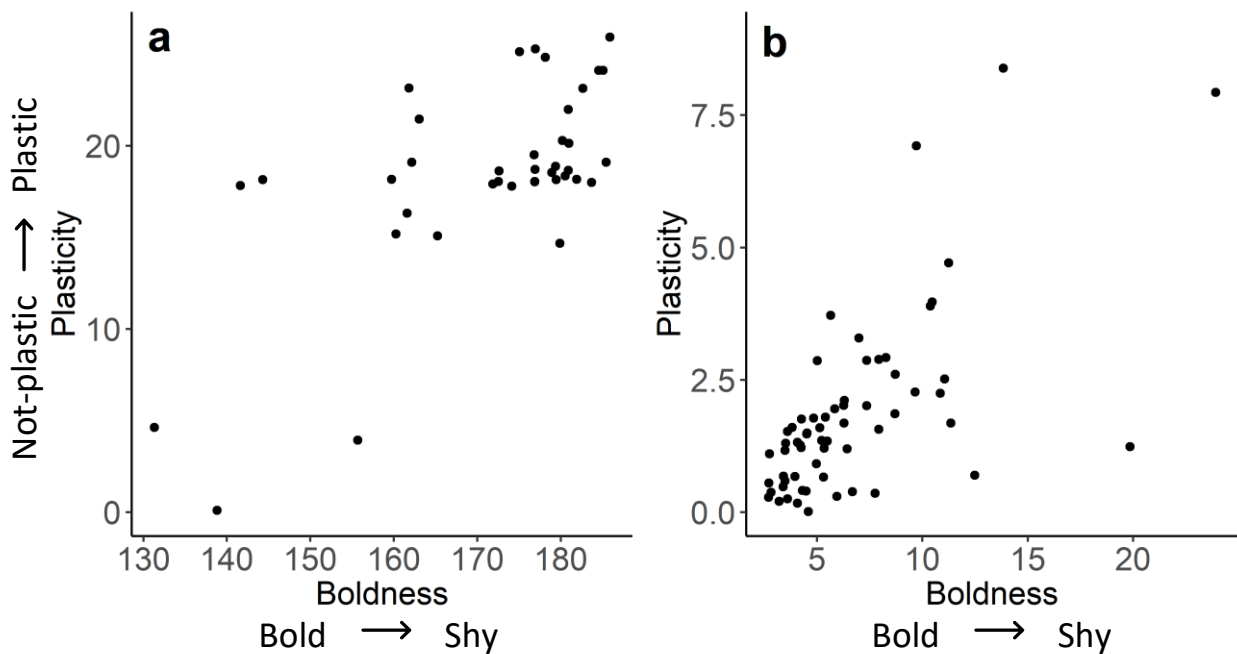 a
Not-plastic → Plastic
Plasticity
20
10
0
130 140 150 160 170 180
Boldness
Bold → Shy
b
Plasticity
7.5
5.0
2.5
0.0
5 10 15 20
Boldness
Bold → Shy